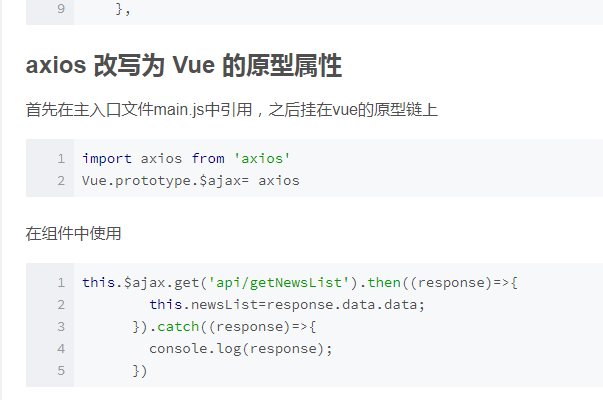 9 },
axios 改写为 Vue 的原型属性
首先在主入口文件main.js中引用，之后挂在vue的原型链上
1 import axios from 'axios'
2 Vue.prototype.$ajax= axios
在组件中使用
1 this.$ajax.get('api/getNewsList').then((response)=>{
2 this.newsList=response.data.data;
3 }).catch((response)=>{
4 console.log(response);
5 })